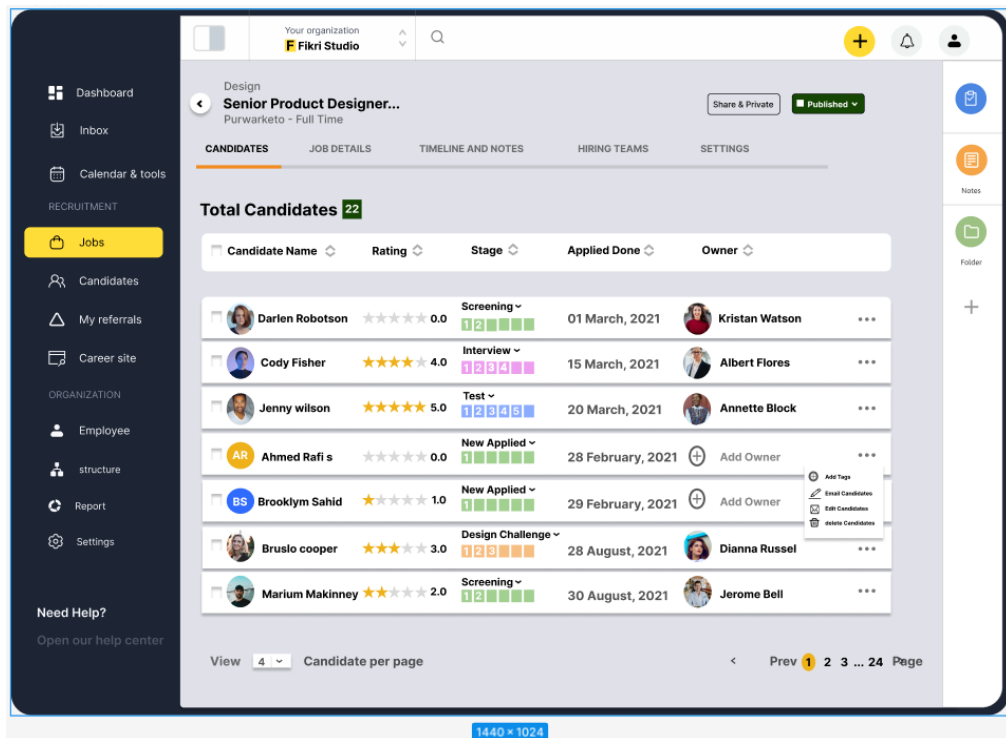 Your organization
F Fikri Studio
Dashboard
Inbox
Calendar & tools
RECRUITMENT
Jobs
Candidates
My referrals
Career site
ORGANIZATION
Employee
structure
Report
Settings
Need Help?
Open our help center
Design
Senior Product Designer...
Purwarketo - Full Time
Share & Private
Published
CANDIDATES JOB DETAILS TIMELINE AND NOTES HIRING TEAMS SETTINGS
Total Candidates 22
Candidate Name Rating Stage Applied Done Owner
Darlen Robotson 0.0 Screening 1 2 01 March, 2021 Kristan Watson
Cody Fisher 4.0 Interview 1 2 3 4 15 March, 2021 Albert Flores
Jenny wilson 5.0 Test 1 2 3 4 5 20 March, 2021 Annette Block
AR Ahmed Rafi s 0.0 New Applied 1 28 February, 2021 Add Owner
BS Brooklym Sahid 1.0 New Applied 1 29 February, 2021 Add Owner
Bruslo cooper 3.0 Design Challenge 1 2 3 28 August, 2021 Dianna Russel
Marium Makinney 2.0 Screening 1 2 30 August, 2021 Jerome Bell
Add Tags
Email Candidates
Edit Candidates
delete Candidates
View 4 Candidate per page
< Prev 1 2 3 ... 24 Page
Notes
Folder
1440 × 1024